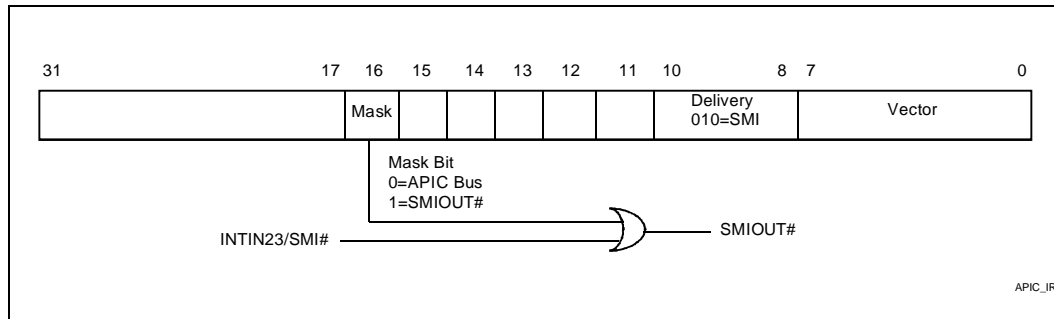 31 17 16 15 14 13 12 11 10 8 7 0
Mask Delivery Vector
010=SMI
Mask Bit
0=APIC Bus
1=SMIOUT#
INTIN23/SMI# SMIOUT#
APIC_IR